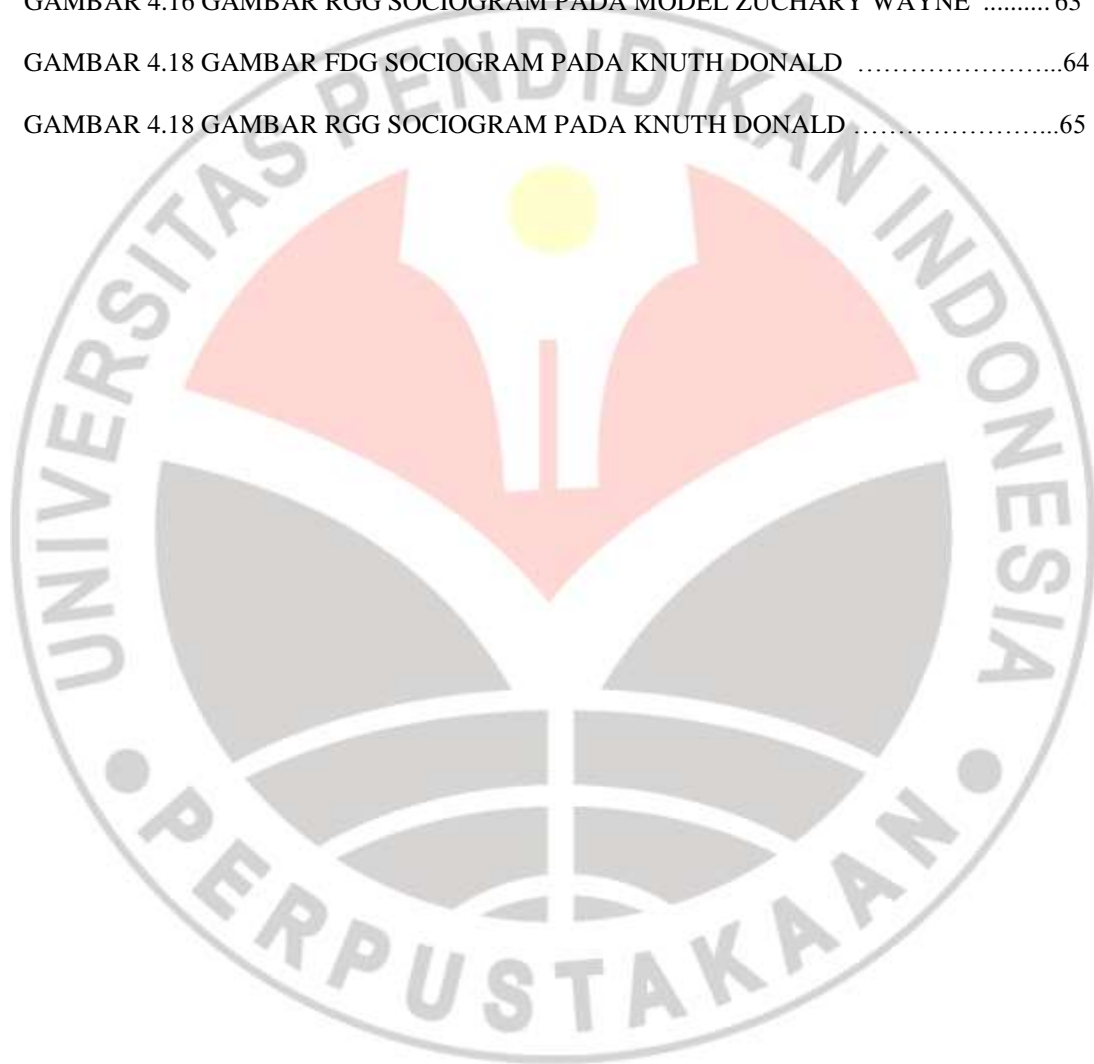 GAMBAR 4.16 GAMBAR RGG SOCIOGRAM PADA MODEL ZUCHARY WAYNE .......... 63
GAMBAR 4.18 GAMBAR FDG SOCIOGRAM PADA KNUTH DONALD …………………...64
GAMBAR 4.18 GAMBAR RGG SOCIOGRAM PADA KNUTH DONALD …………………...65
UNIVERSITAS PENDIDIKAN INDONESIA
• PERPUSTAKAAN •